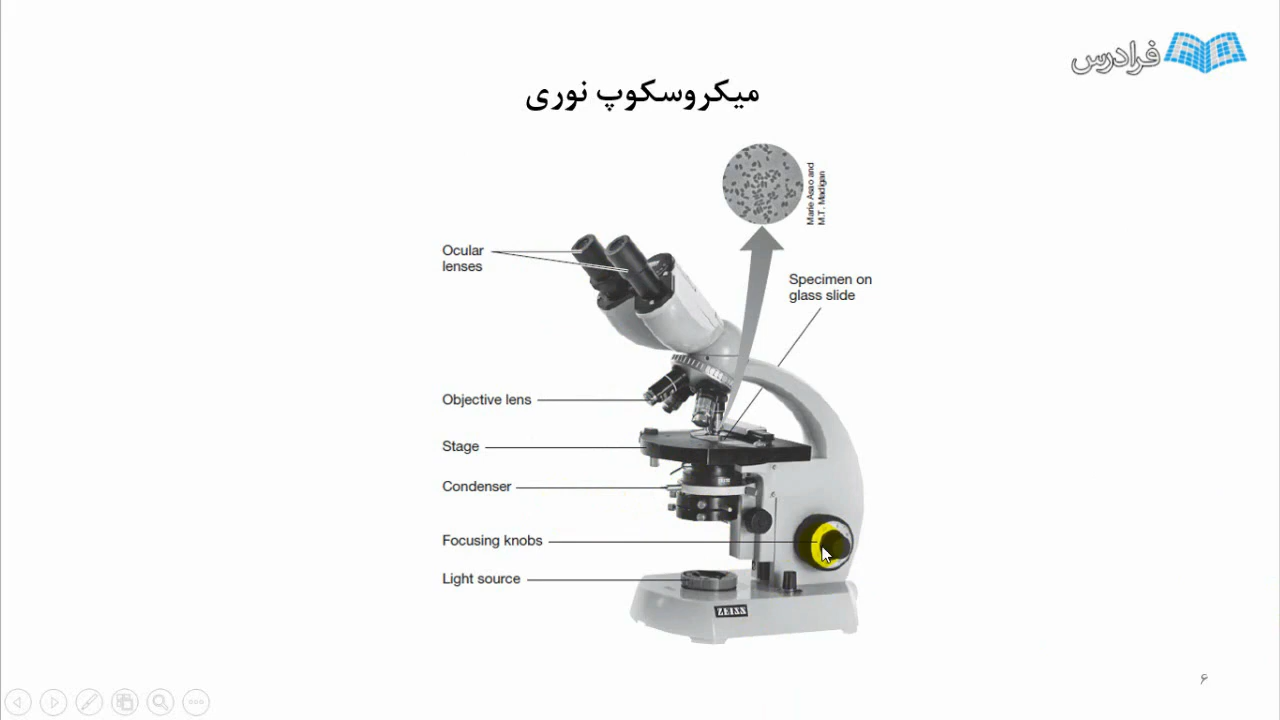 فرادرس
میکروسکوپ نوری
Marie Asao and
M.T. Madigan
Ocular
lenses
Specimen on
glass slide
Objective lens
Stage
Condenser
Focusing knobs
Light source
ZEISS
۶